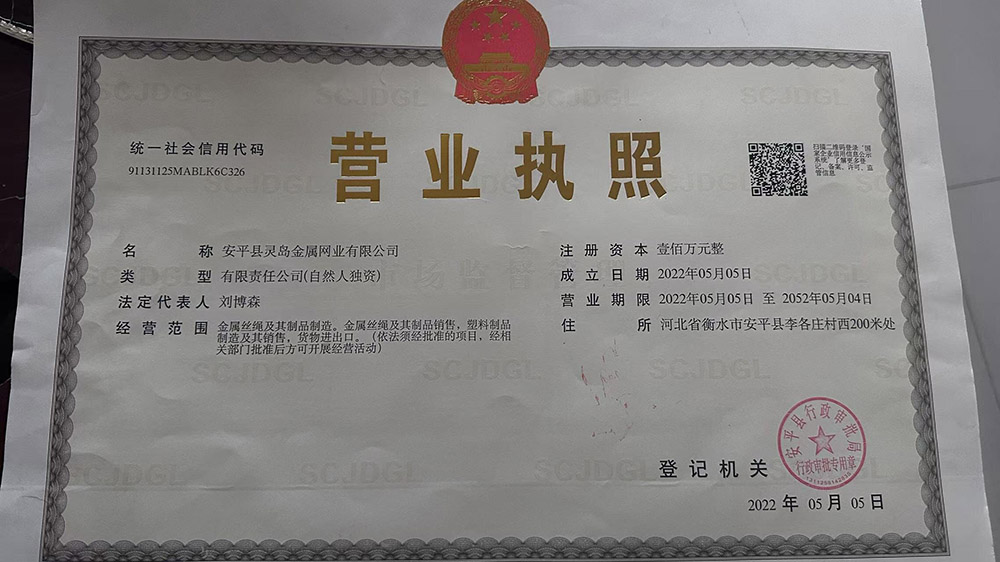 统一社会信用代码
91131125MABLK6C326
营业执照
扫描二维码登录‘国
家企业信用信息公示
系统’了解更多登
记、备案、许可、监
管信息
名 称 安平县灵岛金属网业有限公司
类 型 有限责任公司(自然人独资)
法定代表人 刘博森
经营范围 金属丝绳及其制品制造。金属丝绳及其制品销售,塑料制品
制造及其销售,货物进出口。(依法须经批准的项目,经相
关部门批准后方可开展经营活动)
注册资本 壹佰万元整
成立日期 2022年05月05日
营业期限 2022年05月05日 至 2052年05月04日
住 所 河北省衡水市安平县李各庄村西200米处
登记机关
安平县行政审批局
行政审批专用章
2022 年 05 月 05 日
SCJDGL
SCJDGL
SCJDGL
SCJDGL
SCJDGL
SCJDGL